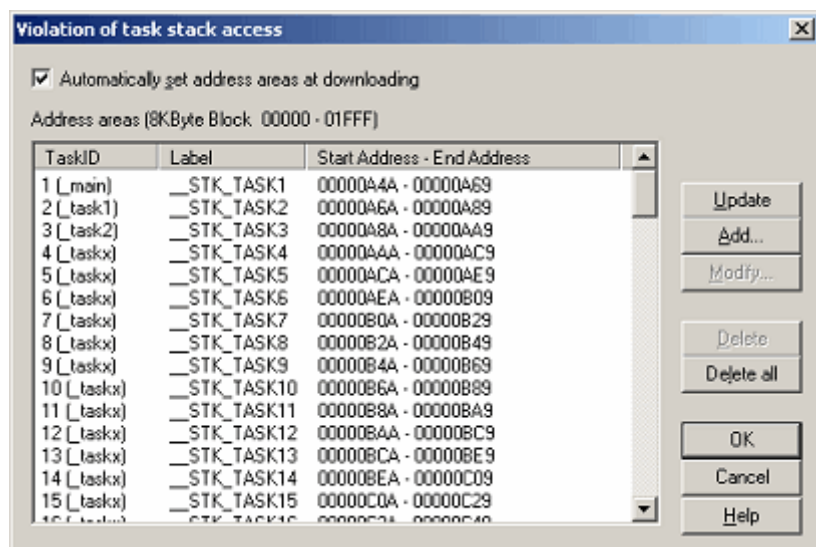 Violation of task stack access
Automatically set address areas at downloading
Address areas (8KByte Block 00000 - 01FFF)
TaskID Label Start Address - End Address
1 (_main) __STK_TASK1 00000A4A - 00000A69
2 (_task1) __STK_TASK2 00000A6A - 00000A89
3 (_task2) __STK_TASK3 00000A8A - 00000AA9
4 (_taskx) __STK_TASK4 00000AAA - 00000AC9
5 (_taskx) __STK_TASK5 00000ACA - 00000AE9
6 (_taskx) __STK_TASK6 00000AEA - 00000B09
7 (_taskx) __STK_TASK7 00000B0A - 00000B29
8 (_taskx) __STK_TASK8 00000B2A - 00000B49
9 (_taskx) __STK_TASK9 00000B4A - 00000B69
10 (_taskx) __STK_TASK10 00000B6A - 00000B89
11 (_taskx) __STK_TASK11 00000B8A - 00000BA9
12 (_taskx) __STK_TASK12 00000BAA - 00000BC9
13 (_taskx) __STK_TASK13 00000BCA - 00000BE9
14 (_taskx) __STK_TASK14 00000BEA - 00000C09
15 (_taskx) __STK_TASK15 00000C0A - 00000C29
Update
Add...
Modify...
Delete
Delete all
OK
Cancel
Help